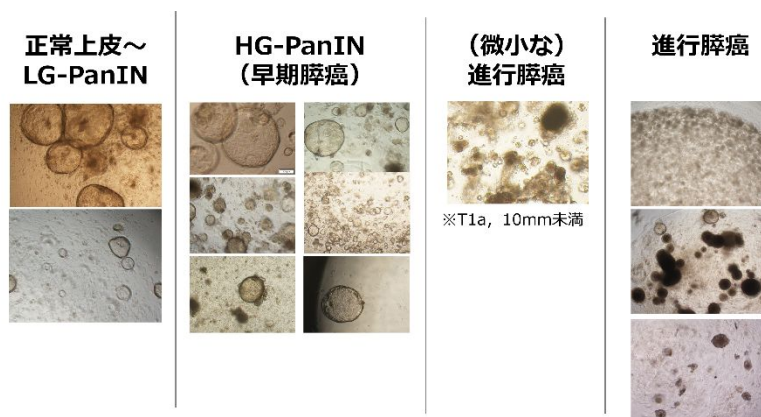 正常上皮～
LG-PanIN
HG-PanIN
（早期膵癌）
（微小な）
進行膵癌
※T1a，10mm未満
進行膵癌